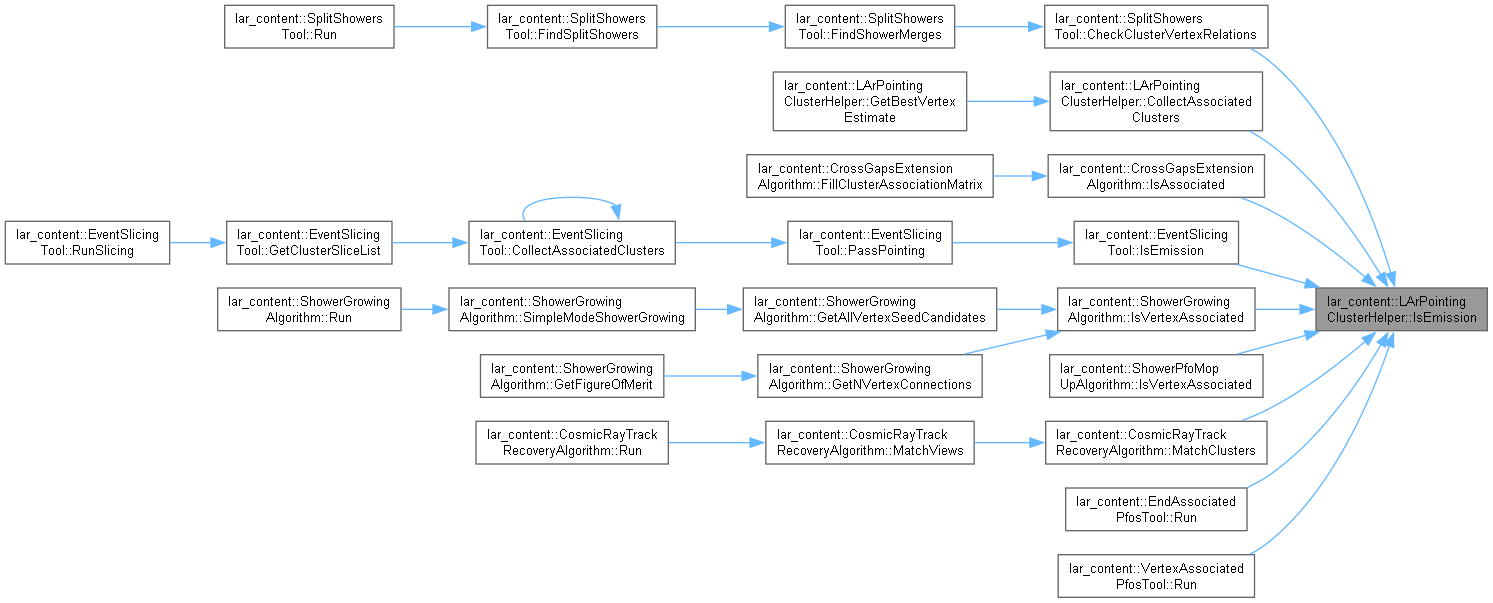 lar_content::SplitShowers
Tool::Run
lar_content::SplitShowers
Tool::FindSplitShowers
lar_content::SplitShowers
Tool::FindShowerMerges
lar_content::SplitShowers
Tool::CheckClusterVertexRelations
lar_content::LArPointing
ClusterHelper::GetBestVertex
Estimate
lar_content::LArPointing
ClusterHelper::CollectAssociated
Clusters
lar_content::CrossGapsExtension
Algorithm::FillClusterAssociationMatrix
lar_content::CrossGapsExtension
Algorithm::IsAssociated
lar_content::EventSlicing
Tool::RunSlicing
lar_content::EventSlicing
Tool::GetClusterSliceList
lar_content::EventSlicing
Tool::CollectAssociatedClusters
lar_content::EventSlicing
Tool::PassPointing
lar_content::EventSlicing
Tool::IsEmission
lar_content::ShowerGrowing
Algorithm::Run
lar_content::ShowerGrowing
Algorithm::SimpleModeShowerGrowing
lar_content::ShowerGrowing
Algorithm::GetAllVertexSeedCandidates
lar_content::ShowerGrowing
Algorithm::IsVertexAssociated
lar_content::LArPointing
ClusterHelper::IsEmission
lar_content::ShowerGrowing
Algorithm::GetFigureOfMerit
lar_content::ShowerGrowing
Algorithm::GetNVertexConnections
lar_content::ShowerPfoMop
UpAlgorithm::IsVertexAssociated
lar_content::CosmicRayTrack
RecoveryAlgorithm::Run
lar_content::CosmicRayTrack
RecoveryAlgorithm::MatchViews
lar_content::CosmicRayTrack
RecoveryAlgorithm::MatchClusters
lar_content::EndAssociated
PfosTool::Run
lar_content::VertexAssociated
PfosTool::Run